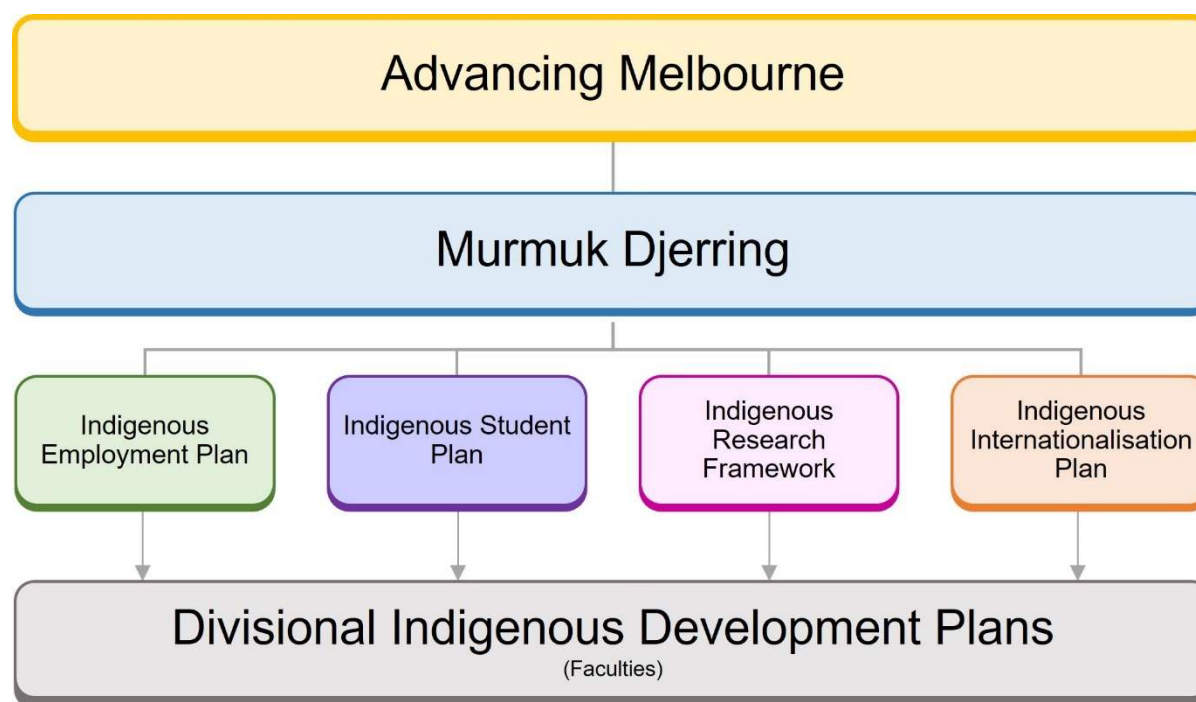 Advancing Melbourne
Murmuk Djerring
Indigenous
Employment Plan
Indigenous Student
Plan
Indigenous
Research
Framework
Indigenous
Internationalisation
Plan
Divisional Indigenous Development Plans
(Faculties)